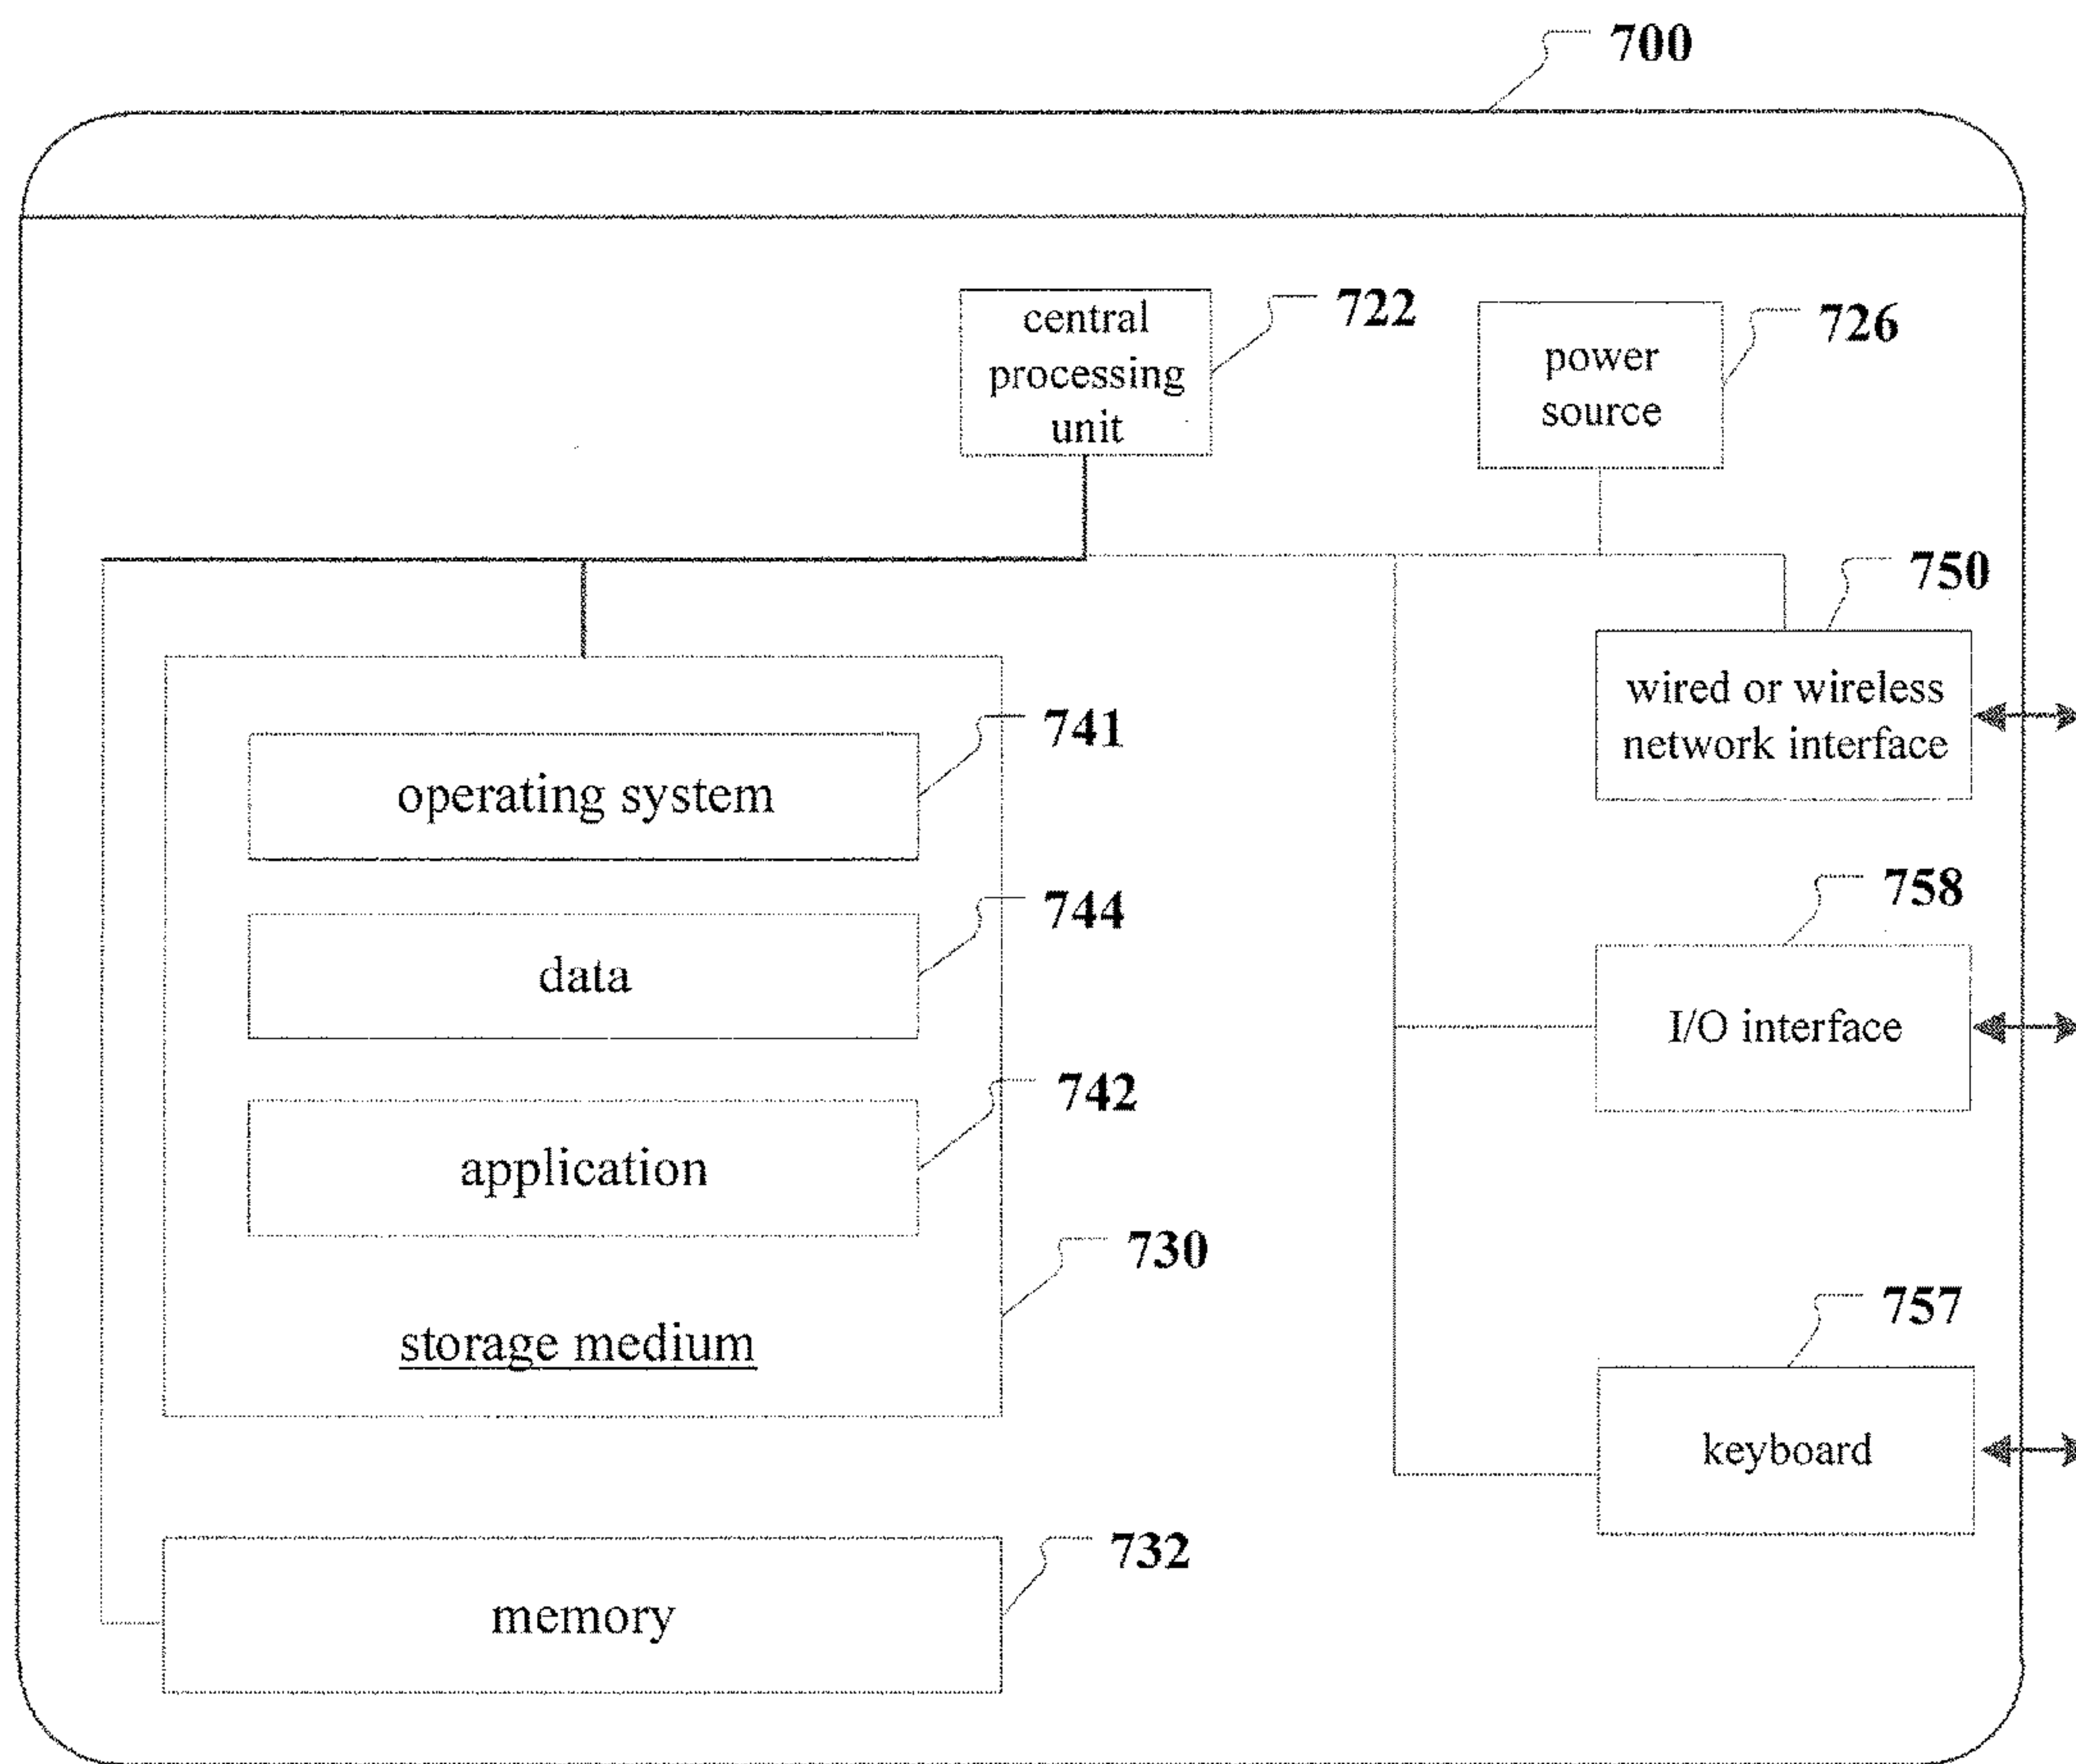 700
central
processing
unit
722
power
source
726
750
wired or wireless
network interface
741
operating system
744
data
758
I/O interface
742
application
730
storage medium
757
keyboard
732
memory